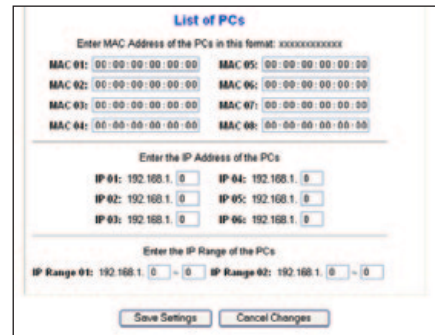 List of PCs
Enter MAC Address of the PCs in this format: xxxxxxxxxxxx
MAC 01: 00:00:00:00:00:00 MAC 05: 00:00:00:00:00:00
MAC 02: 00:00:00:00:00:00 MAC 06: 00:00:00:00:00:00
MAC 03: 00:00:00:00:00:00 MAC 07: 00:00:00:00:00:00
MAC 04: 00:00:00:00:00:00 MAC 08: 00:00:00:00:00:00
Enter the IP Address of the PCs
IP 01: 192.168.1. 0 IP 04: 192.168.1. 0
IP 02: 192.168.1. 0 IP 05: 192.168.1. 0
IP 03: 192.168.1. 0 IP 06: 192.168.1. 0
Enter the IP Range of the PCs
IP Range 01: 192.168.1. 0 ~ 0 IP Range 02: 192.168.1. 0 ~ 0
Save Settings Cancel Changes